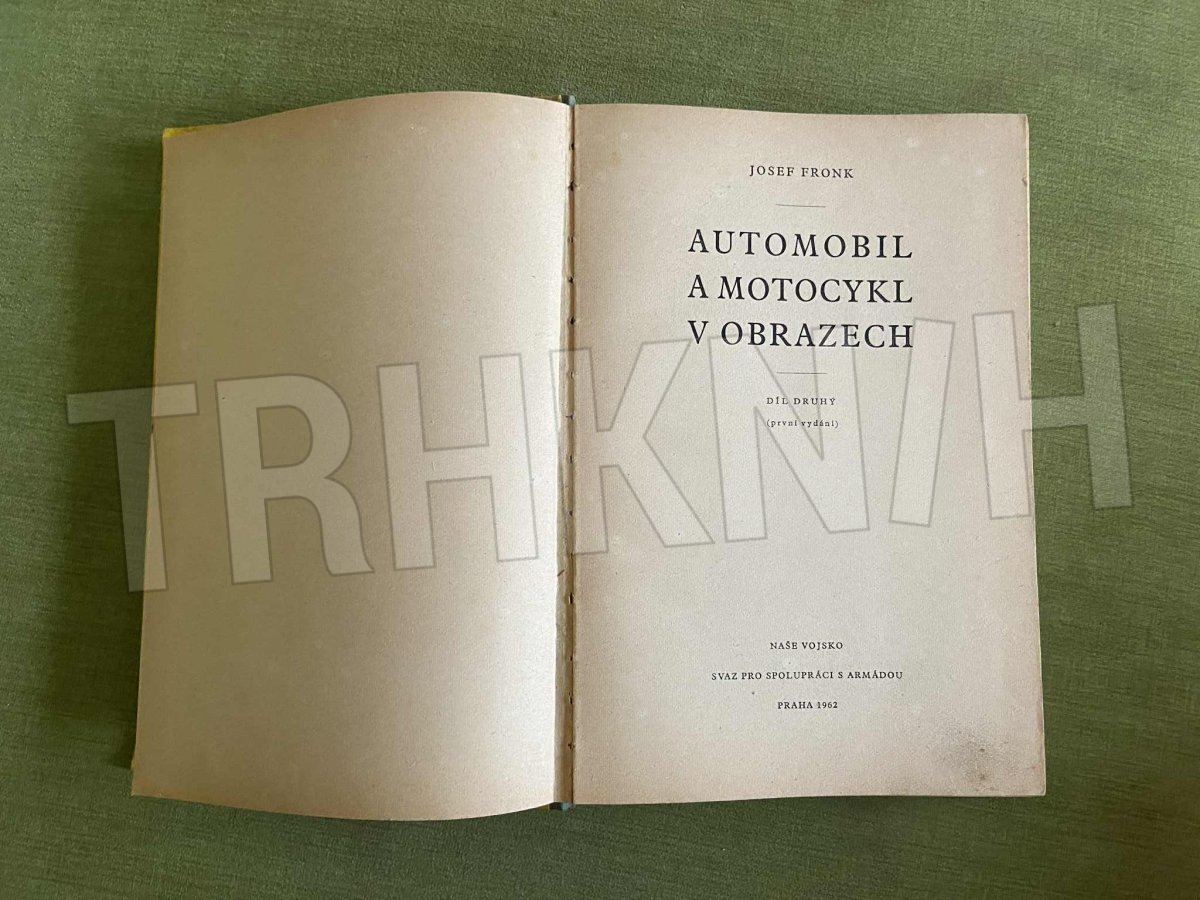 JOSEF FRONK
AUTOMOBIL
A MOTOCYKL
V OBRAZECH
DÍL DRUHÝ
(první vydání)
TRHKNIH
NAŠE VOJSKO
SVAZ PRO SPOLUPRÁCI S ARMÁDOU
PRAHA 1962